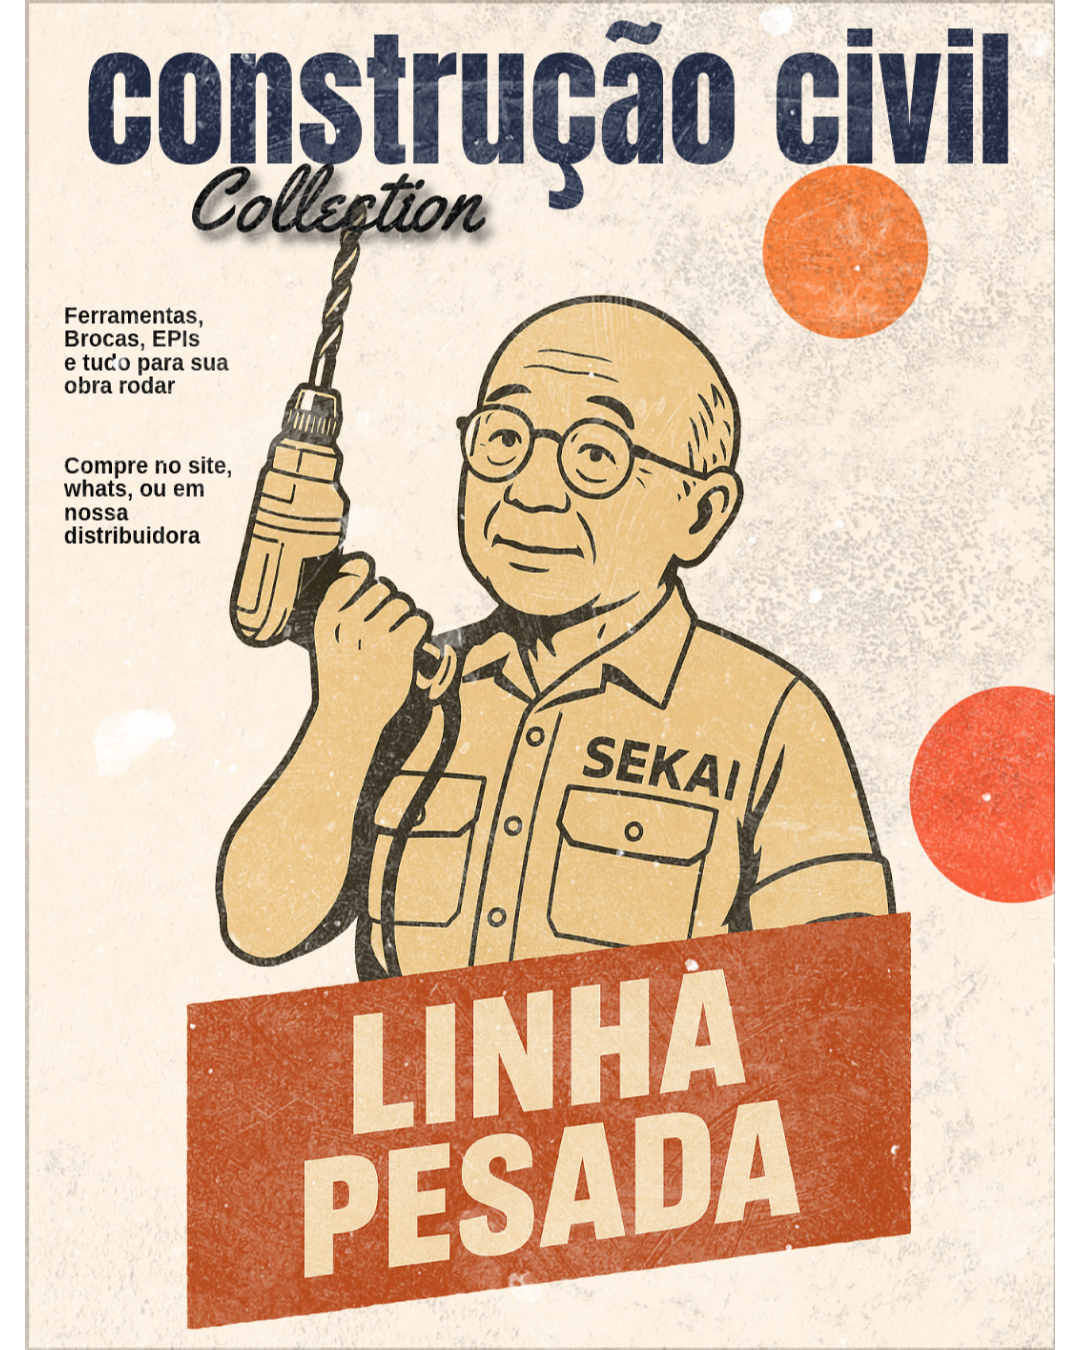 construção civil
Collection
Ferramentas,
Brocas, EPIs
e tudo para sua
obra rodar
Compre no site,
whats, ou em
nossa
distribuidora
SEKAI
LINHA
PESADA